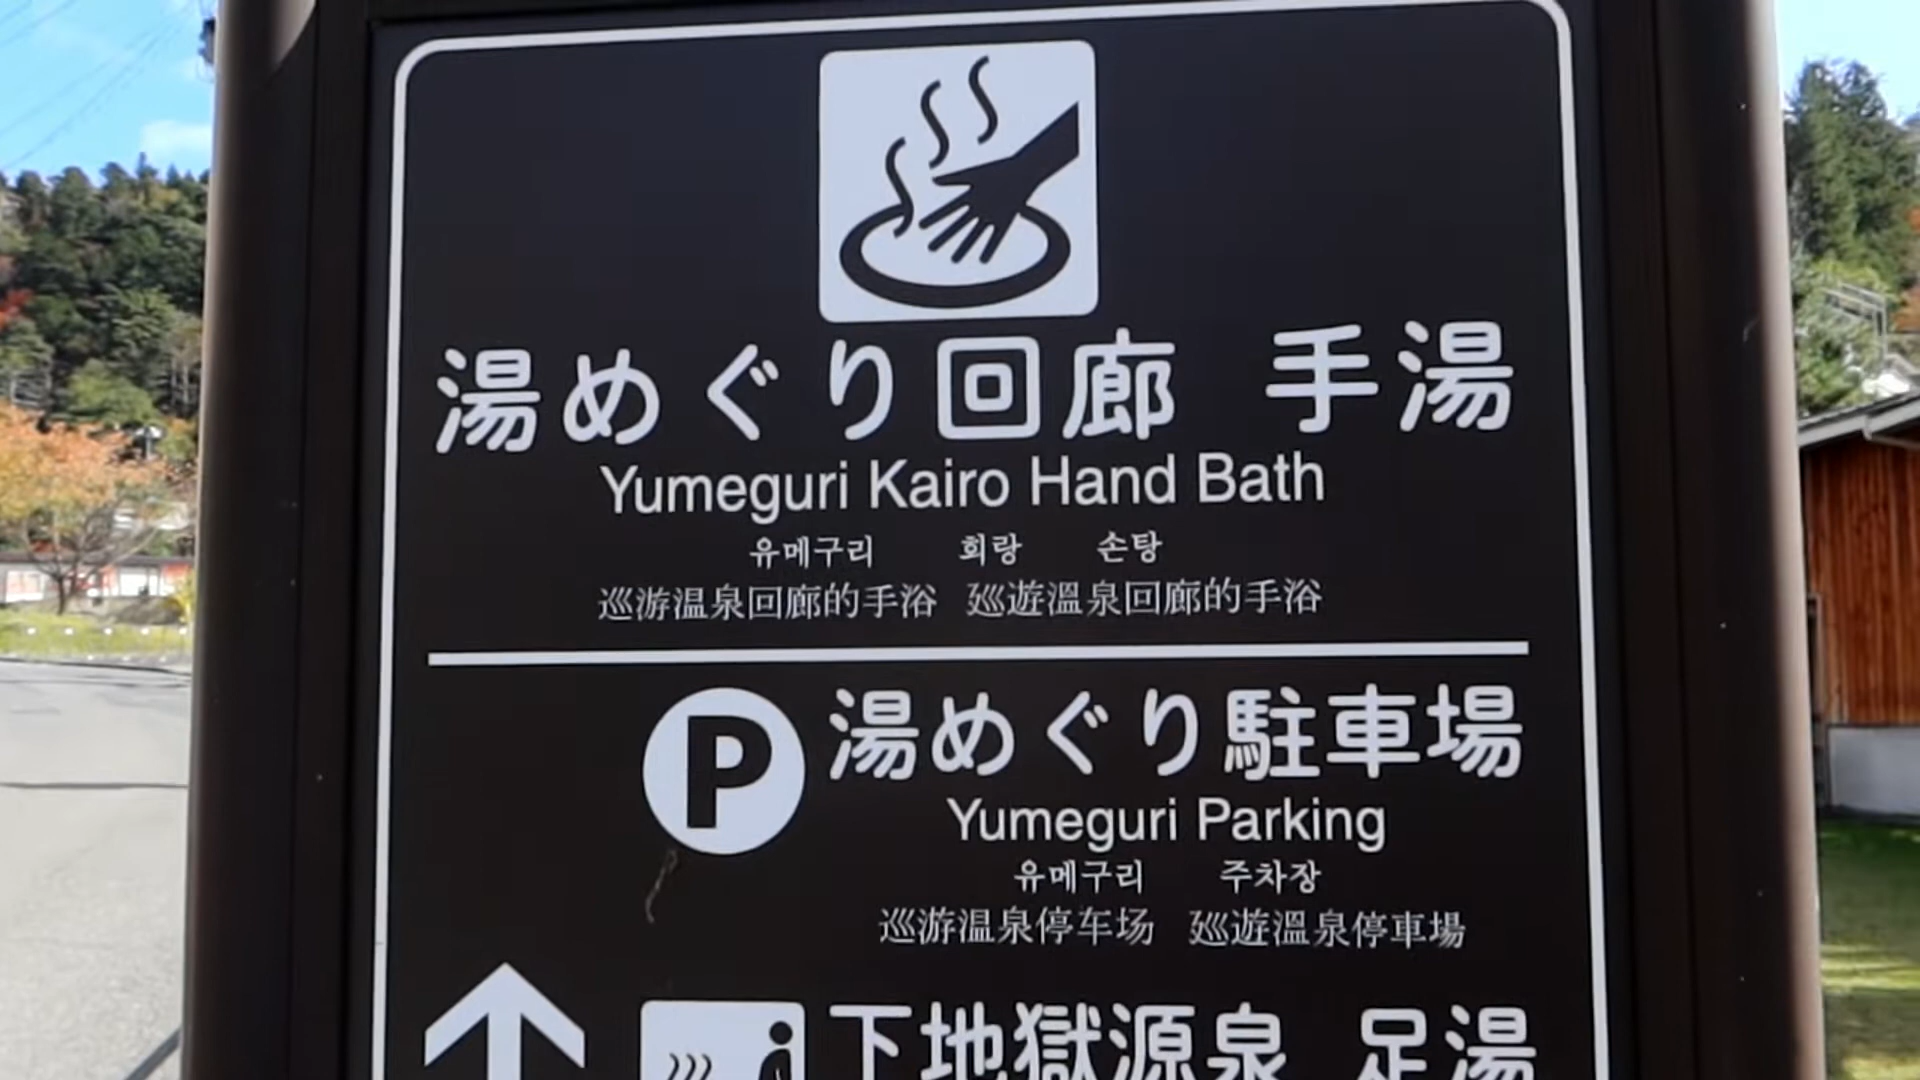 湯めぐり回廊 手湯
Yumeguri Kairo Hand Bath
유메구리 회랑 손탕
巡游温泉回廊的手浴 廵遊溫泉回廊的手浴
P 湯めぐり駐車場
Yumeguri Parking
유메구리 주차장
巡游温泉停车场 廵遊溫泉停車場
下地獄源泉 足湯